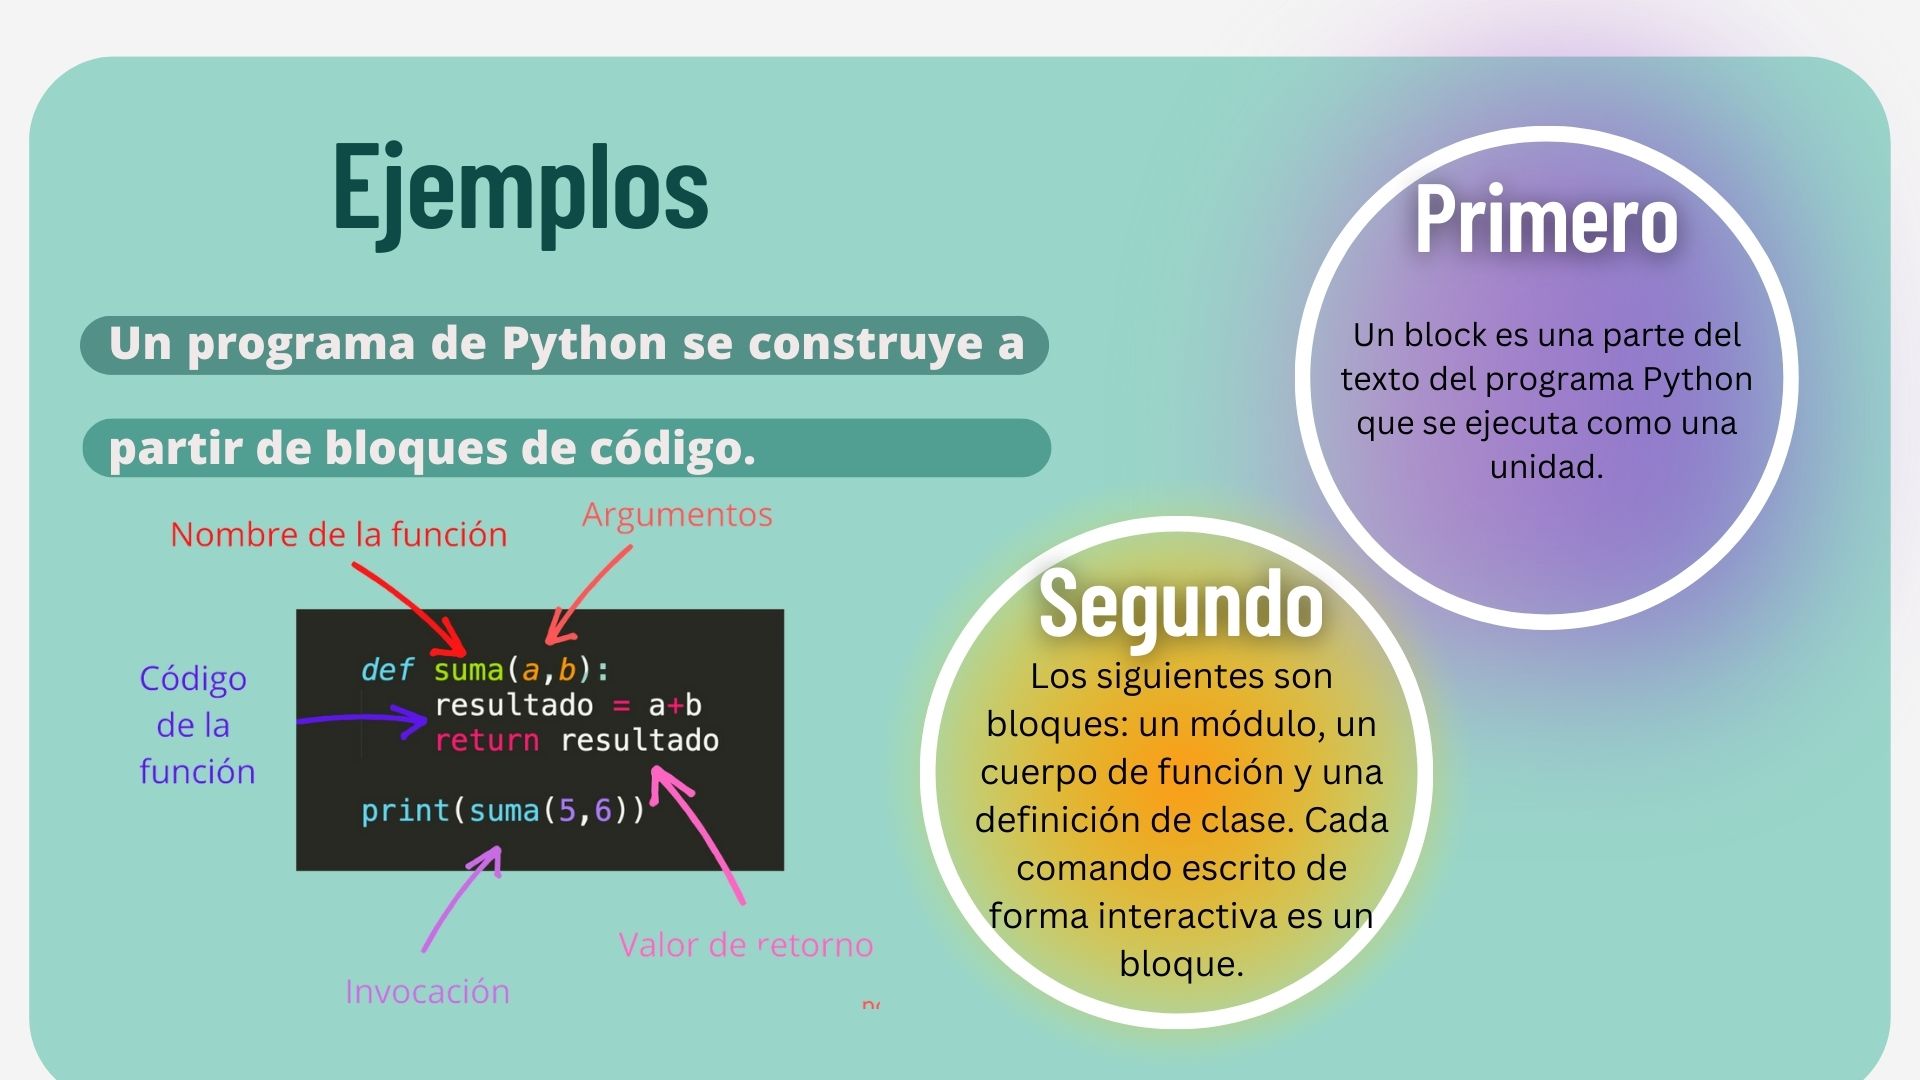 Ejemplos
Un programa de Python se construye a
partir de bloques de código.
Nombre de la función
Argumentos
Código
de la
función
def suma(a,b):
resultado = a+b
return resultado
print(suma(5,6))
Invocación
Valor de retorno
Primero
Un block es una parte del
texto del programa Python
que se ejecuta como una
unidad.
Segundo
Los siguientes son
bloques: un módulo, un
cuerpo de función y una
definición de clase. Cada
comando escrito de
forma interactiva es un
bloque.